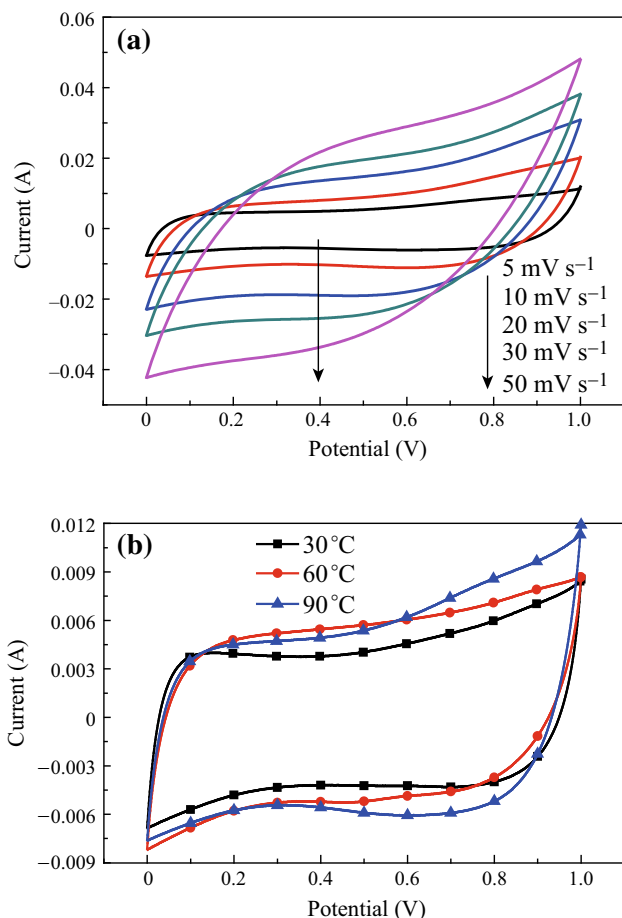 (a)
0.06
0.04
0.02
0
−0.02
−0.04
Current (A)
5 mV s⁻¹
10 mV s⁻¹
20 mV s⁻¹
30 mV s⁻¹
50 mV s⁻¹
0 0.2 0.4 0.6 0.8 1.0
Potential (V)
(b)
30 °C
60 °C
90 °C
0.012
0.009
0.006
0.003
0
−0.003
−0.006
−0.009
Current (A)
0 0.2 0.4 0.6 0.8 1.0
Potential (V)